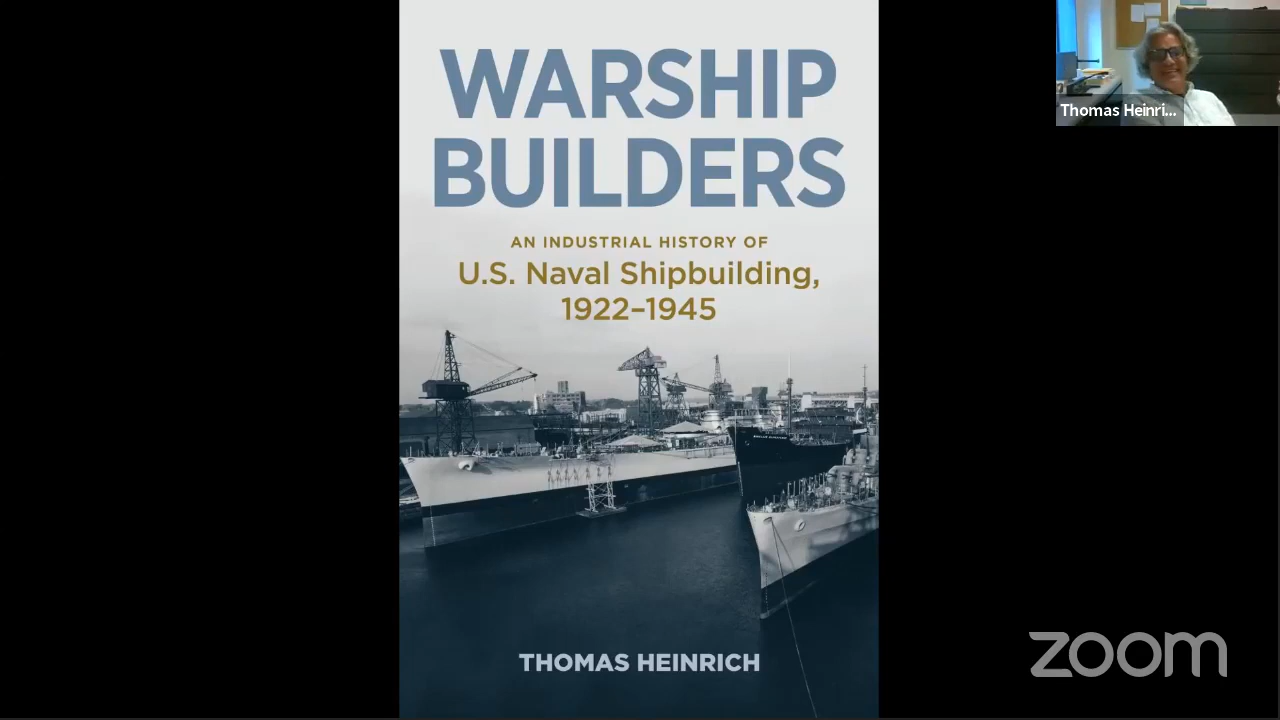 WARSHIP
BUILDERS
AN INDUSTRIAL HISTORY OF
U.S. Naval Shipbuilding,
1922–1945
THOMAS HEINRICH
Thomas Heinri...
zoom